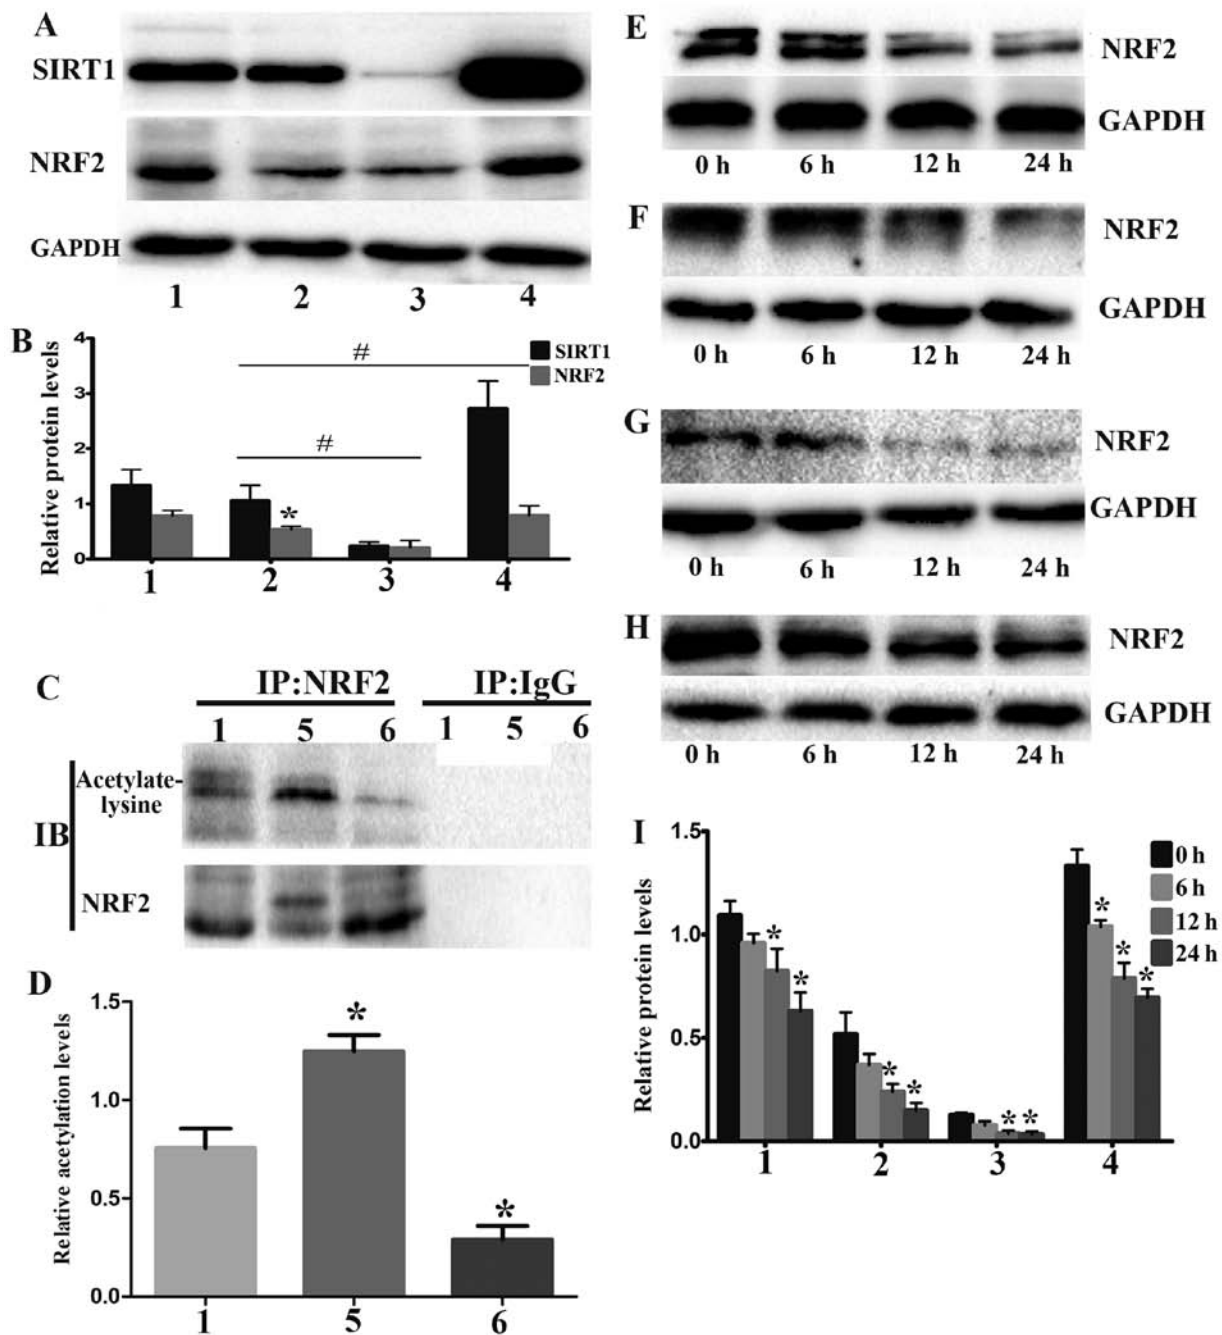 A
SIRT1
NRF2
GAPDH
1 2 3 4
B
Relative protein levels
4
3
2
1
0
#
#
*
SIRT1
NRF2
1 2 3 4
C
IP:NRF2 IP:IgG
1 5 6 1 5 6
IB
Acetylate-
lysine
NRF2
D
Relative acetylation levels
1.5
1.0
0.5
0.0
*
*
1 5 6
E
NRF2
GAPDH
0 h 6 h 12 h 24 h
F
NRF2
GAPDH
0 h 6 h 12 h 24 h
G
NRF2
GAPDH
0 h 6 h 12 h 24 h
H
NRF2
GAPDH
0 h 6 h 12 h 24 h
I
Relative protein levels
1.5
1.0
0.5
0.0
* *
* *
* *
* * *
0 h
6 h
12 h
24 h
1 2 3 4